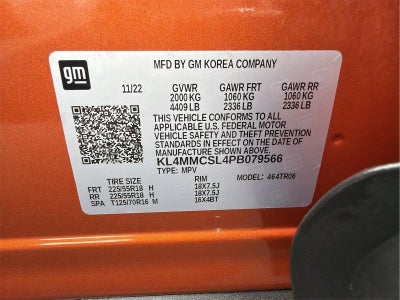 gm
MFD BY GM KOREA COMPANY
11/22 GVWR GAWR FRT GAWR RR
2000 KG 1060 KG 1060 KG
4409 LB 2336 LB 2336 LB
THIS VEHICLE CONFORMS TO ALL
APPLICABLE U.S. FEDERAL MOTOR
VEHICLE SAFETY AND THEFT PREVENTION
STANDARDS IN EFFECT ON THE DATE OF
MANUFACTURE SHOWN ABOVE.
KL4MMCSL4PB079566
TYPE: MPV MODEL: 464TR06
TIRE SIZE RIM
FRT 225/55R18 H 18X7.5J
RR 225/55R18 H 18X7.5J
SPA T125/70R16 M 16X4BT